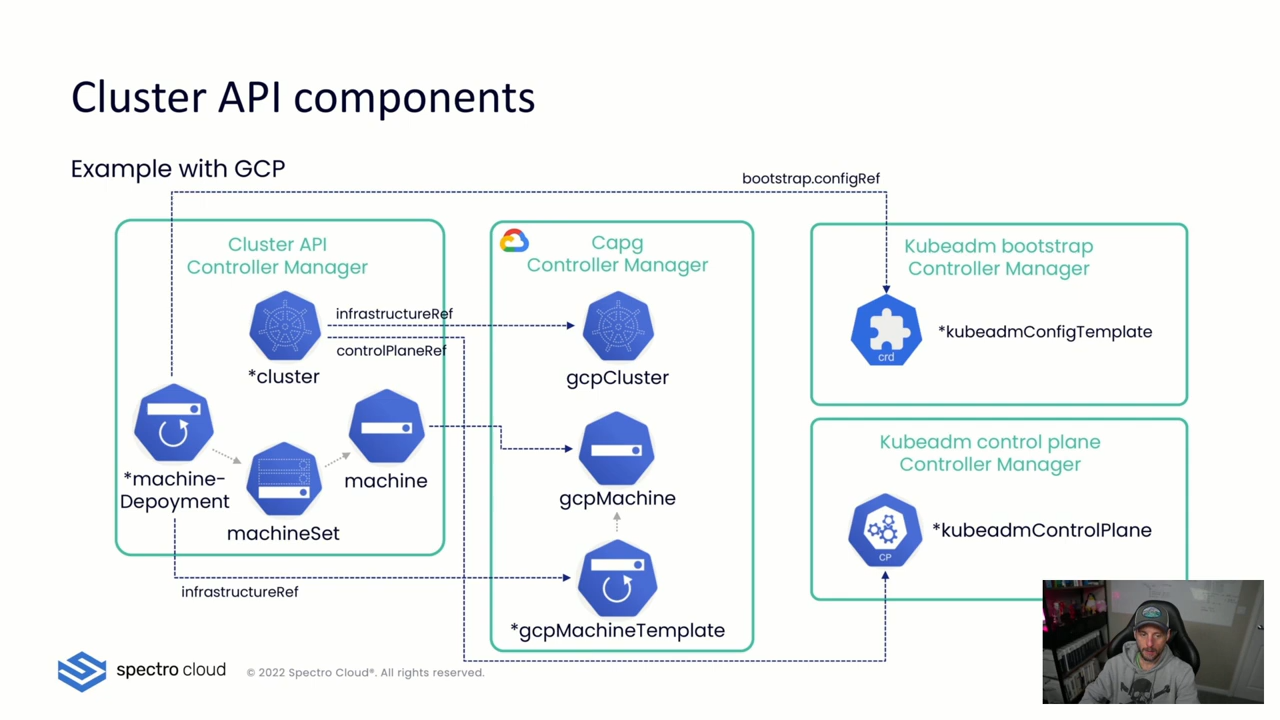 Cluster API components
Example with GCP
bootstrap.configRef
Cluster API
Controller Manager
infrastructureRef
controlPlaneRef
*cluster
*machine-
Depoyment
machineSet
machine
infrastructureRef
Capg
Controller Manager
gcpCluster
gcpMachine
*gcpMachineTemplate
Kubeadm bootstrap
Controller Manager
crd
*kubeadmConfigTemplate
Kubeadm control plane
Controller Manager
CP
*kubeadmControlPlane
spectro cloud
© 2022 Spectro Cloud®. All rights reserved.